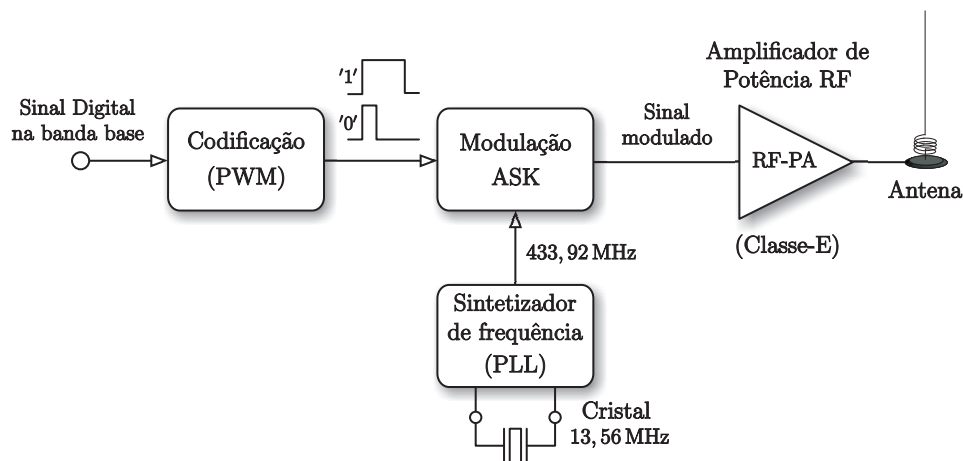 Sinal Digital
na banda base
Codificação
(PWM)
'1'
'0'
Modulação
ASK
Sinal
modulado
Amplificador de
Potência RF
RF-PA
(Classe-E)
Antena
433, 92 MHz
Sintetizador
de frequência
(PLL)
Cristal
13, 56 MHz